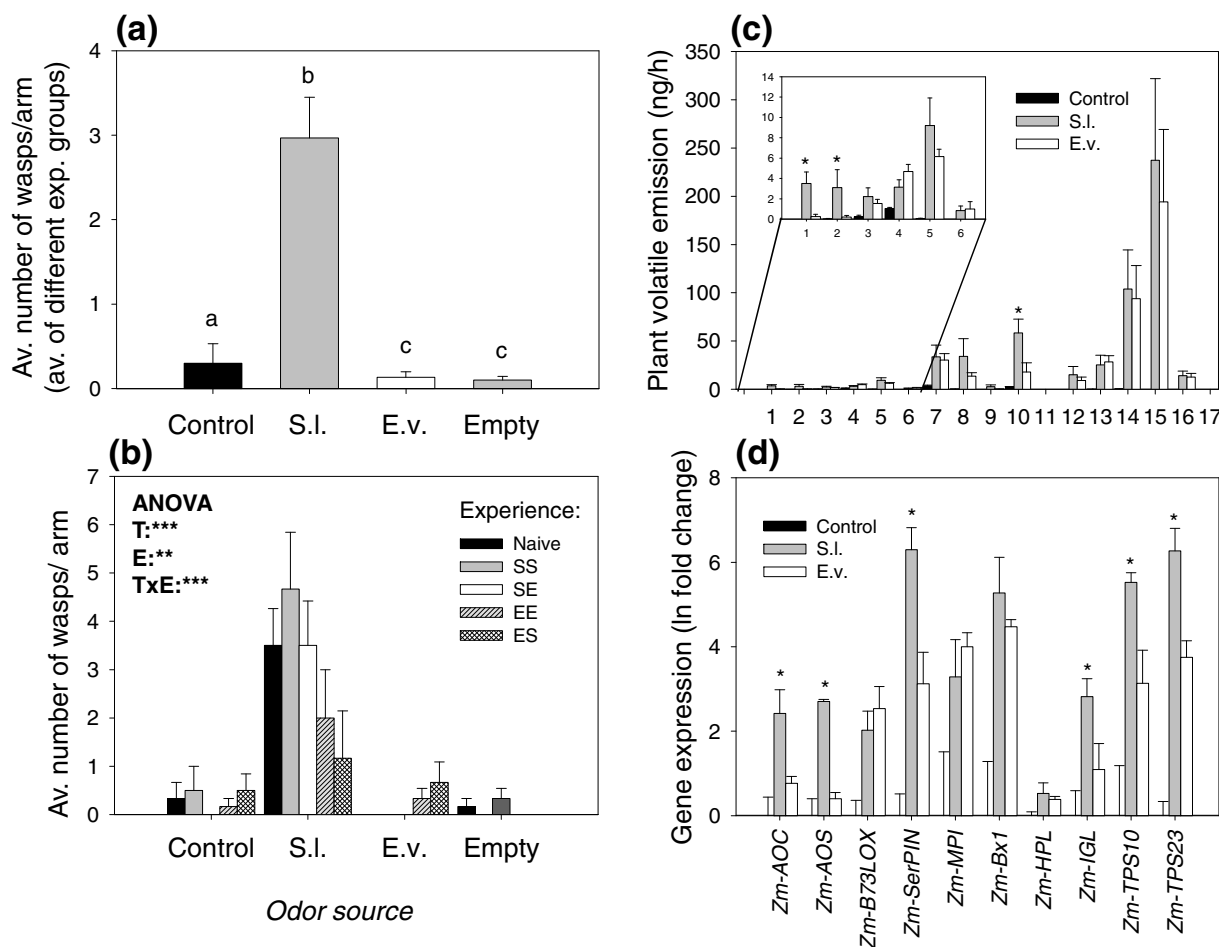 (a)
Av. number of wasps/arm
(av. of different exp. groups)
4
3
2
1
0
a
b
c
c
Control
S.l.
E.v.
Empty
(b)
Av. number of wasps/ arm
7
6
5
4
3
2
1
0
ANOVA
T:***
E:**
TxE:***
Experience:
Naive
SS
SE
EE
ES
Control
S.l.
E.v.
Empty
Odor source
(c)
Plant volatile emission (ng/h)
350
300
250
200
150
100
50
0
14
12
10
8
6
4
2
0
*
*
1
2
3
4
5
6
Control
S.l.
E.v.
*
1
2
3
4
5
6
7
8
9
10
11
12
13
14
15
16
17
(d)
Gene expression (ln fold change)
8
6
4
2
0
Control
S.l.
E.v.
*
*
*
*
*
*
Zm-AOC
Zm-AOS
Zm-B73LOX
Zm-SerPIN
Zm-MPI
Zm-Bx1
Zm-HPL
Zm-IGL
Zm-TPS10
Zm-TPS23